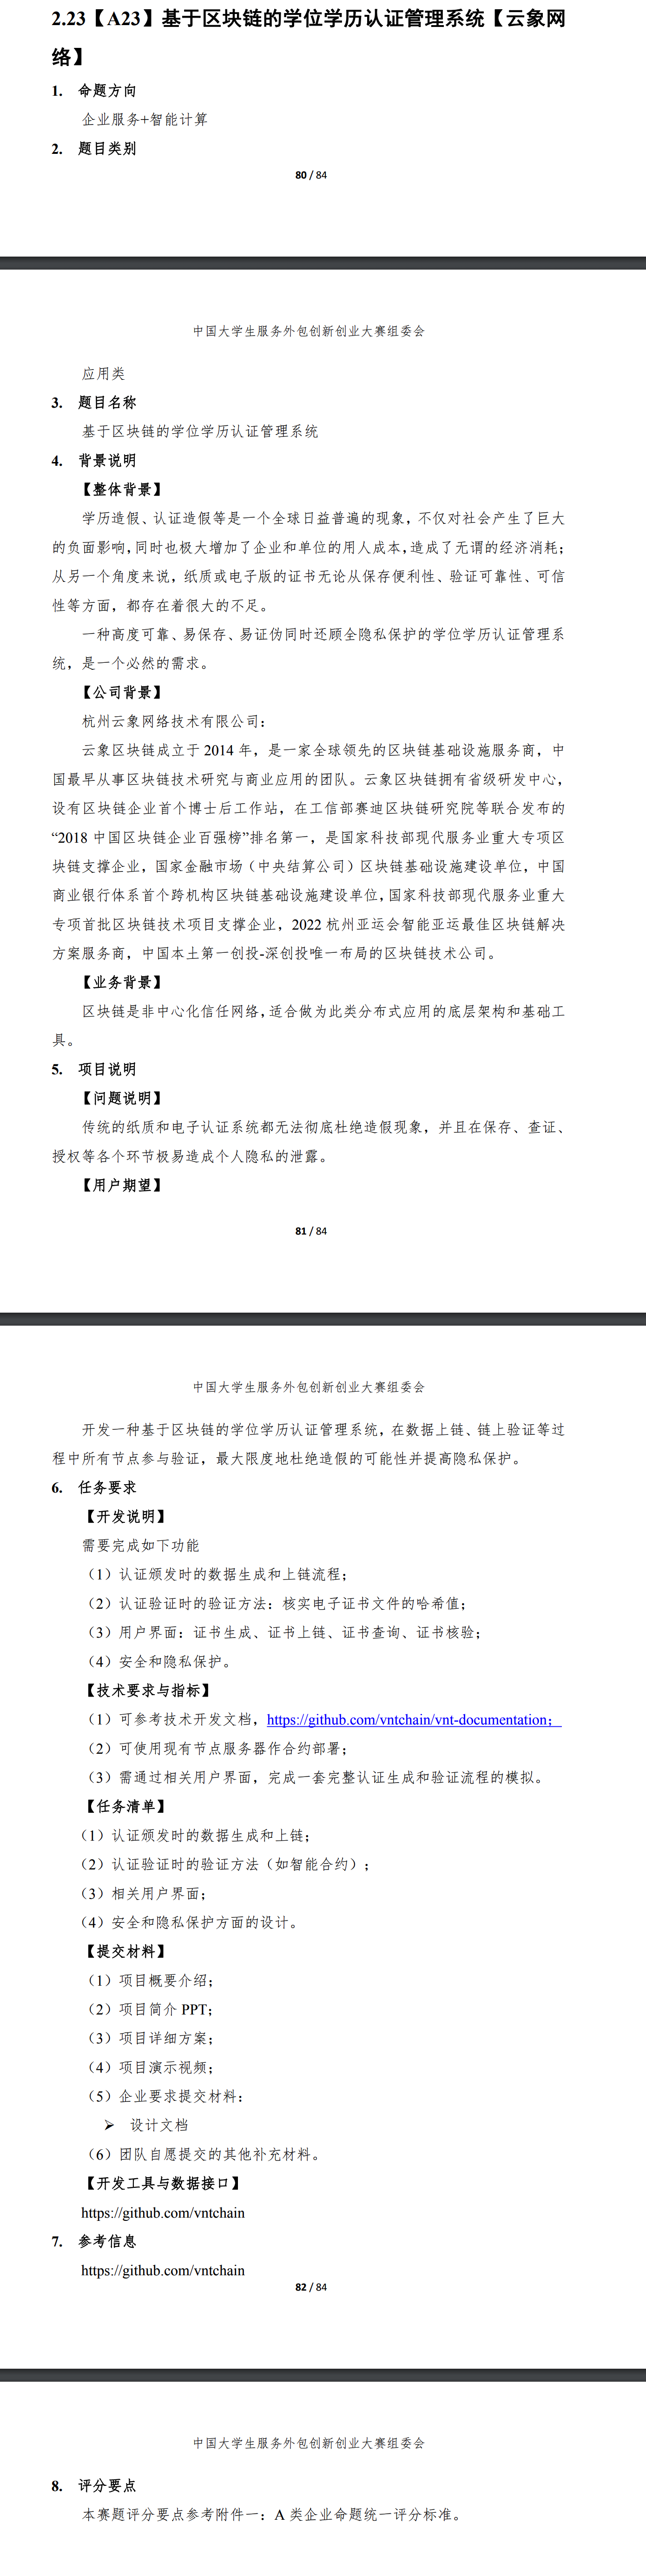 2.23【A23】基于区块链的学位学历认证管理系统【云象网
络】
1. 命题方向
企业服务+智能计算
2. 题目类别
80 / 84
中国大学生服务外包创新创业大赛组委会
应用类
3. 题目名称
基于区块链的学位学历认证管理系统
4. 背景说明
【整体背景】
学历造假、认证造假等是一个全球日益普遍的现象，不仅对社会产生了巨大
的负面影响，同时也极大增加了企业和单位的用人成本，造成了无谓的经济消耗；
从另一个角度来说，纸质或电子版的证书无论从保存便利性、验证可靠性、可信
性等方面，都存在着很大的不足。
一种高度可靠、易保存、易证伪同时还顾全隐私保护的学位学历认证管理系
统，是一个必然的需求。
【公司背景】
杭州云象网络技术有限公司：
云象区块链成立于 2014 年，是一家全球领先的区块链基础设施服务商，中
国最早从事区块链技术研究与商业应用的团队。云象区块链拥有省级研发中心，
设有区块链企业首个博士后工作站，在工信部赛迪区块链研究院等联合发布的
“2018 中国区块链企业百强榜”排名第一，是国家科技部现代服务业重大专项区
块链支撑企业，国家金融市场（中央结算公司）区块链基础设施建设单位，中国
商业银行体系首个跨机构区块链基础设施建设单位，国家科技部现代服务业重大
专项首批区块链技术项目支撑企业，2022 杭州亚运会智能亚运最佳区块链解决
方案服务商，中国本土第一创投-深创投唯一布局的区块链技术公司。
【业务背景】
区块链是非中心化信任网络，适合做为此类分布式应用的底层架构和基础工
具。
5. 项目说明
【问题说明】
传统的纸质和电子认证系统都无法彻底杜绝造假现象，并且在保存、查证、
授权等各个环节极易造成个人隐私的泄露。
【用户期望】
81 / 84
中国大学生服务外包创新创业大赛组委会
开发一种基于区块链的学位学历认证管理系统，在数据上链、链上验证等过
程中所有节点参与验证，最大限度地杜绝造假的可能性并提高隐私保护。
6. 任务要求
【开发说明】
需要完成如下功能
（1）认证颁发时的数据生成和上链流程；
（2）认证验证时的验证方法：核实电子证书文件的哈希值；
（3）用户界面：证书生成、证书上链、证书查询、证书核验；
（4）安全和隐私保护。
【技术要求与指标】
（1）可参考技术开发文档，https://github.com/vntchain/vnt-documentation；
（2）可使用现有节点服务器作合约部署；
（3）需通过相关用户界面，完成一套完整认证生成和验证流程的模拟。
【任务清单】
（1）认证颁发时的数据生成和上链；
（2）认证验证时的验证方法（如智能合约）；
（3）相关用户界面；
（4）安全和隐私保护方面的设计。
【提交材料】
（1）项目概要介绍；
（2）项目简介 PPT；
（3）项目详细方案；
（4）项目演示视频；
（5）企业要求提交材料：
➢ 设计文档
（6）团队自愿提交的其他补充材料。
【开发工具与数据接口】
https://github.com/vntchain
7. 参考信息
https://github.com/vntchain
82 / 84
中国大学生服务外包创新创业大赛组委会
8. 评分要点
本赛题评分要点参考附件一：A 类企业命题统一评分标准。